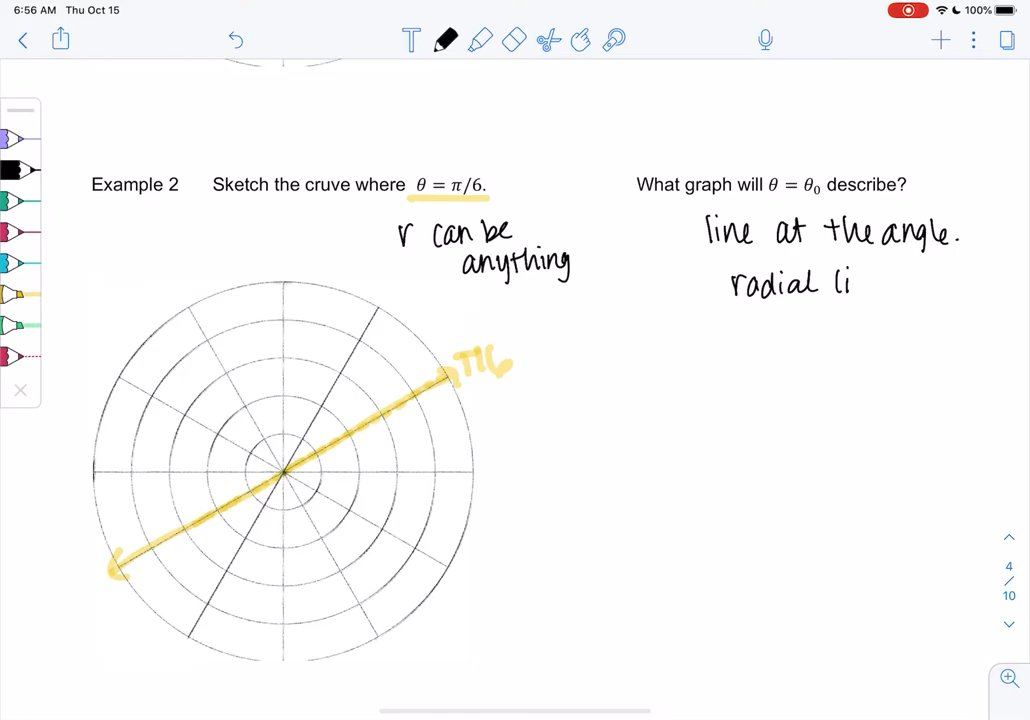 6:56 AM Thu Oct 15
100%
T
Example 2 Sketch the cruve where θ = π/6. What graph will θ = θ₀ describe?
r can be
anything
line at the angle.
radial li
π/6
4
/
10